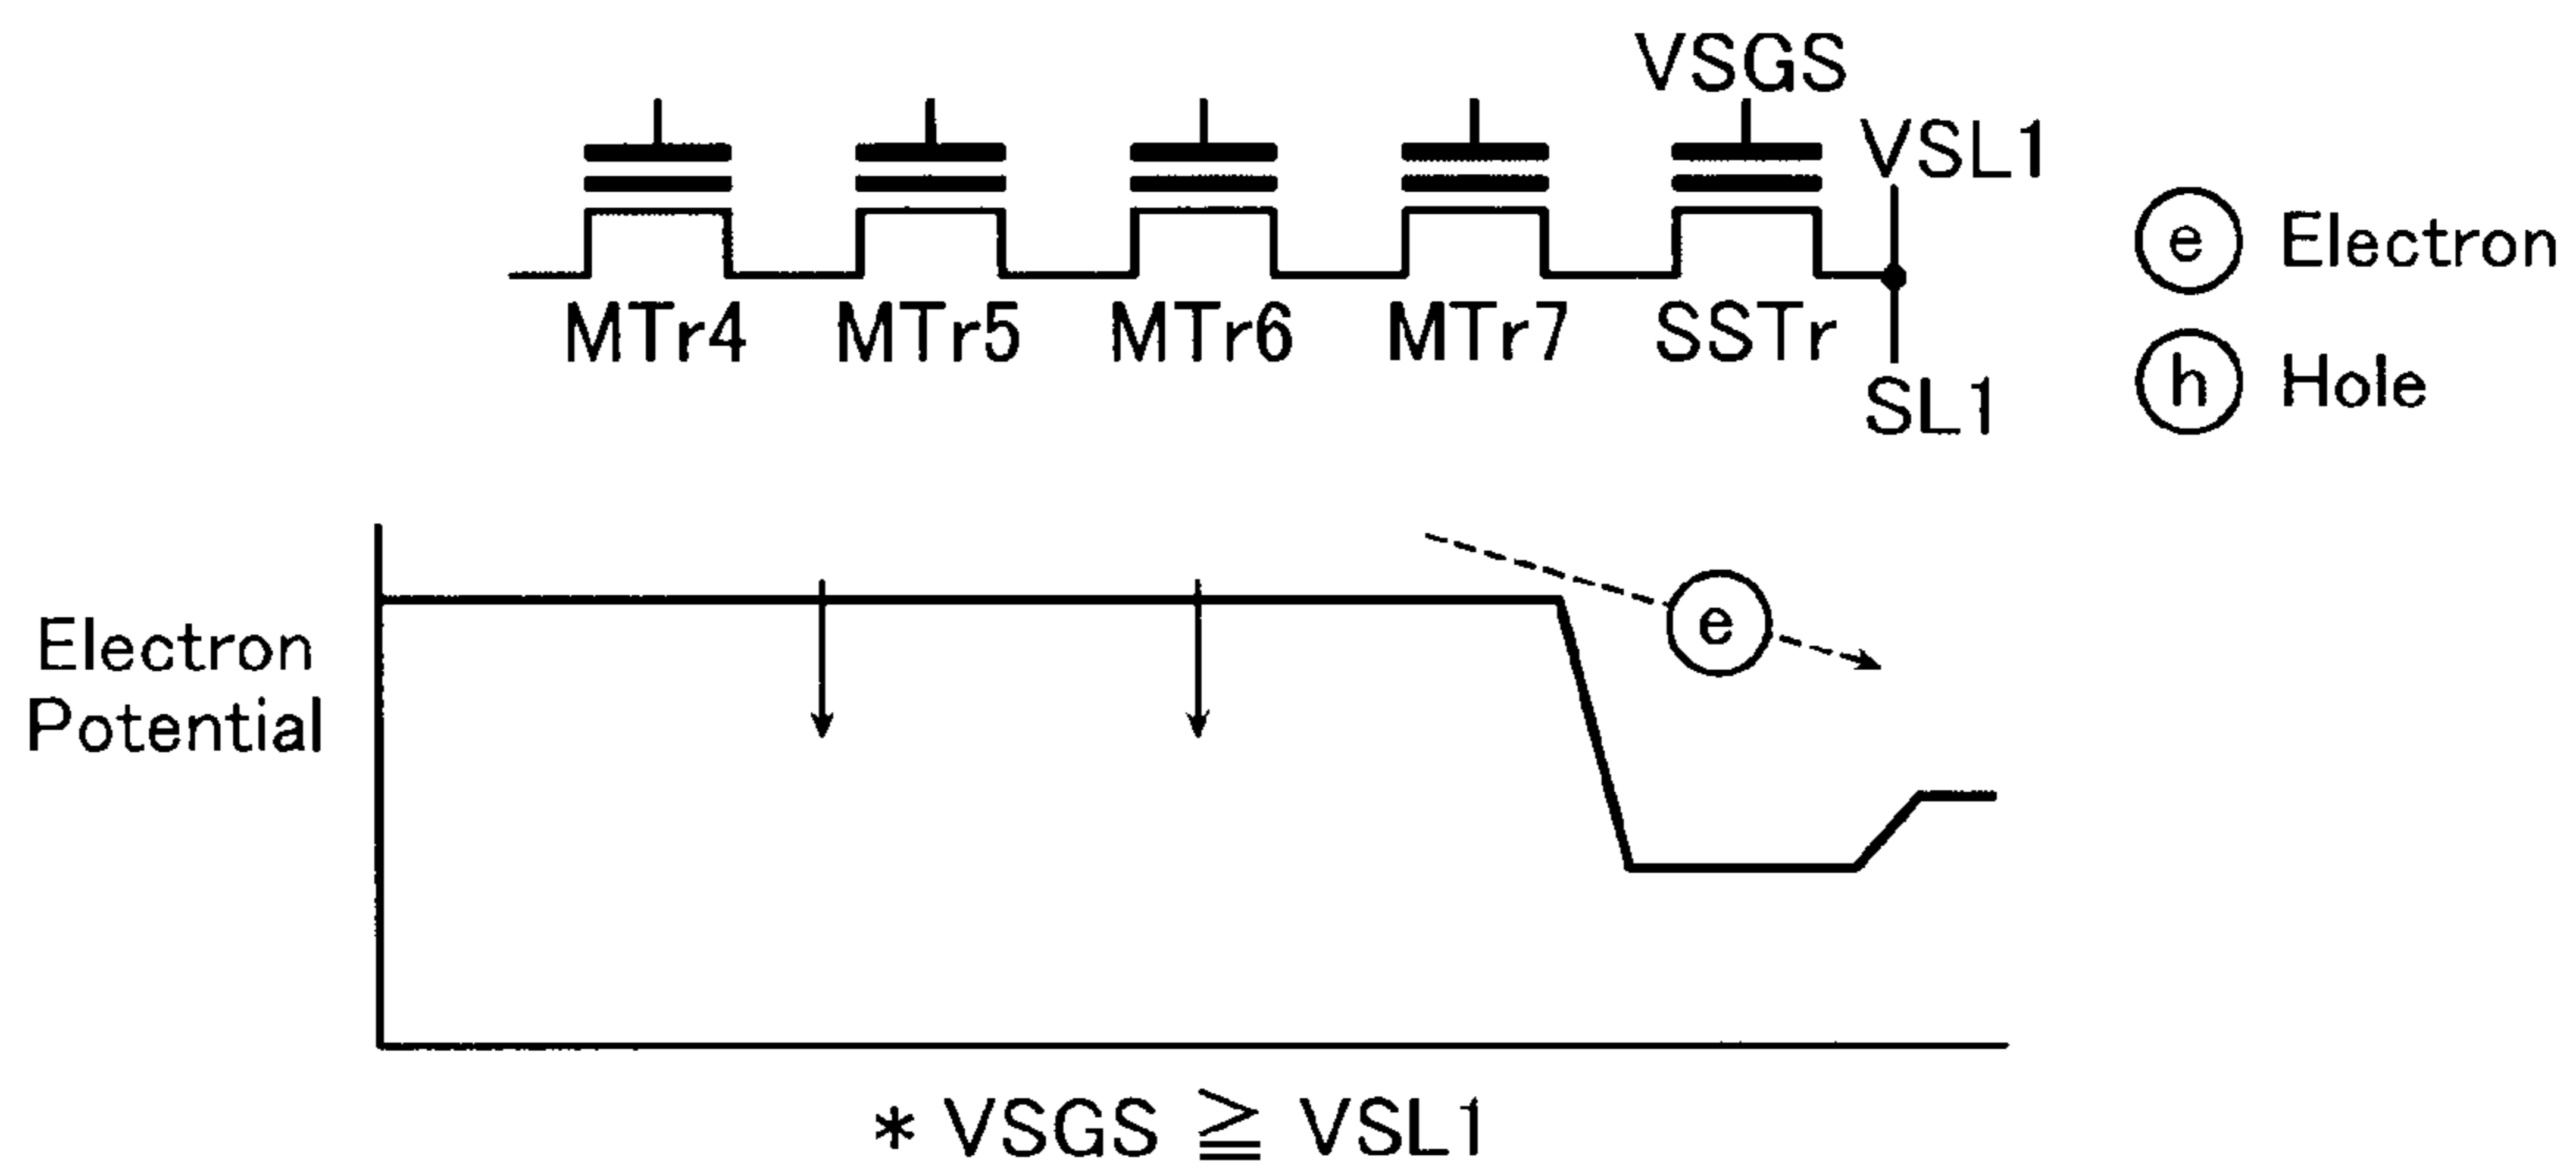 VSGS
VSL1
MTr4 MTr5 MTr6 MTr7 SSTr
SL1
e Electron
h Hole
Electron
Potential
e
* VSGS ≧ VSL1